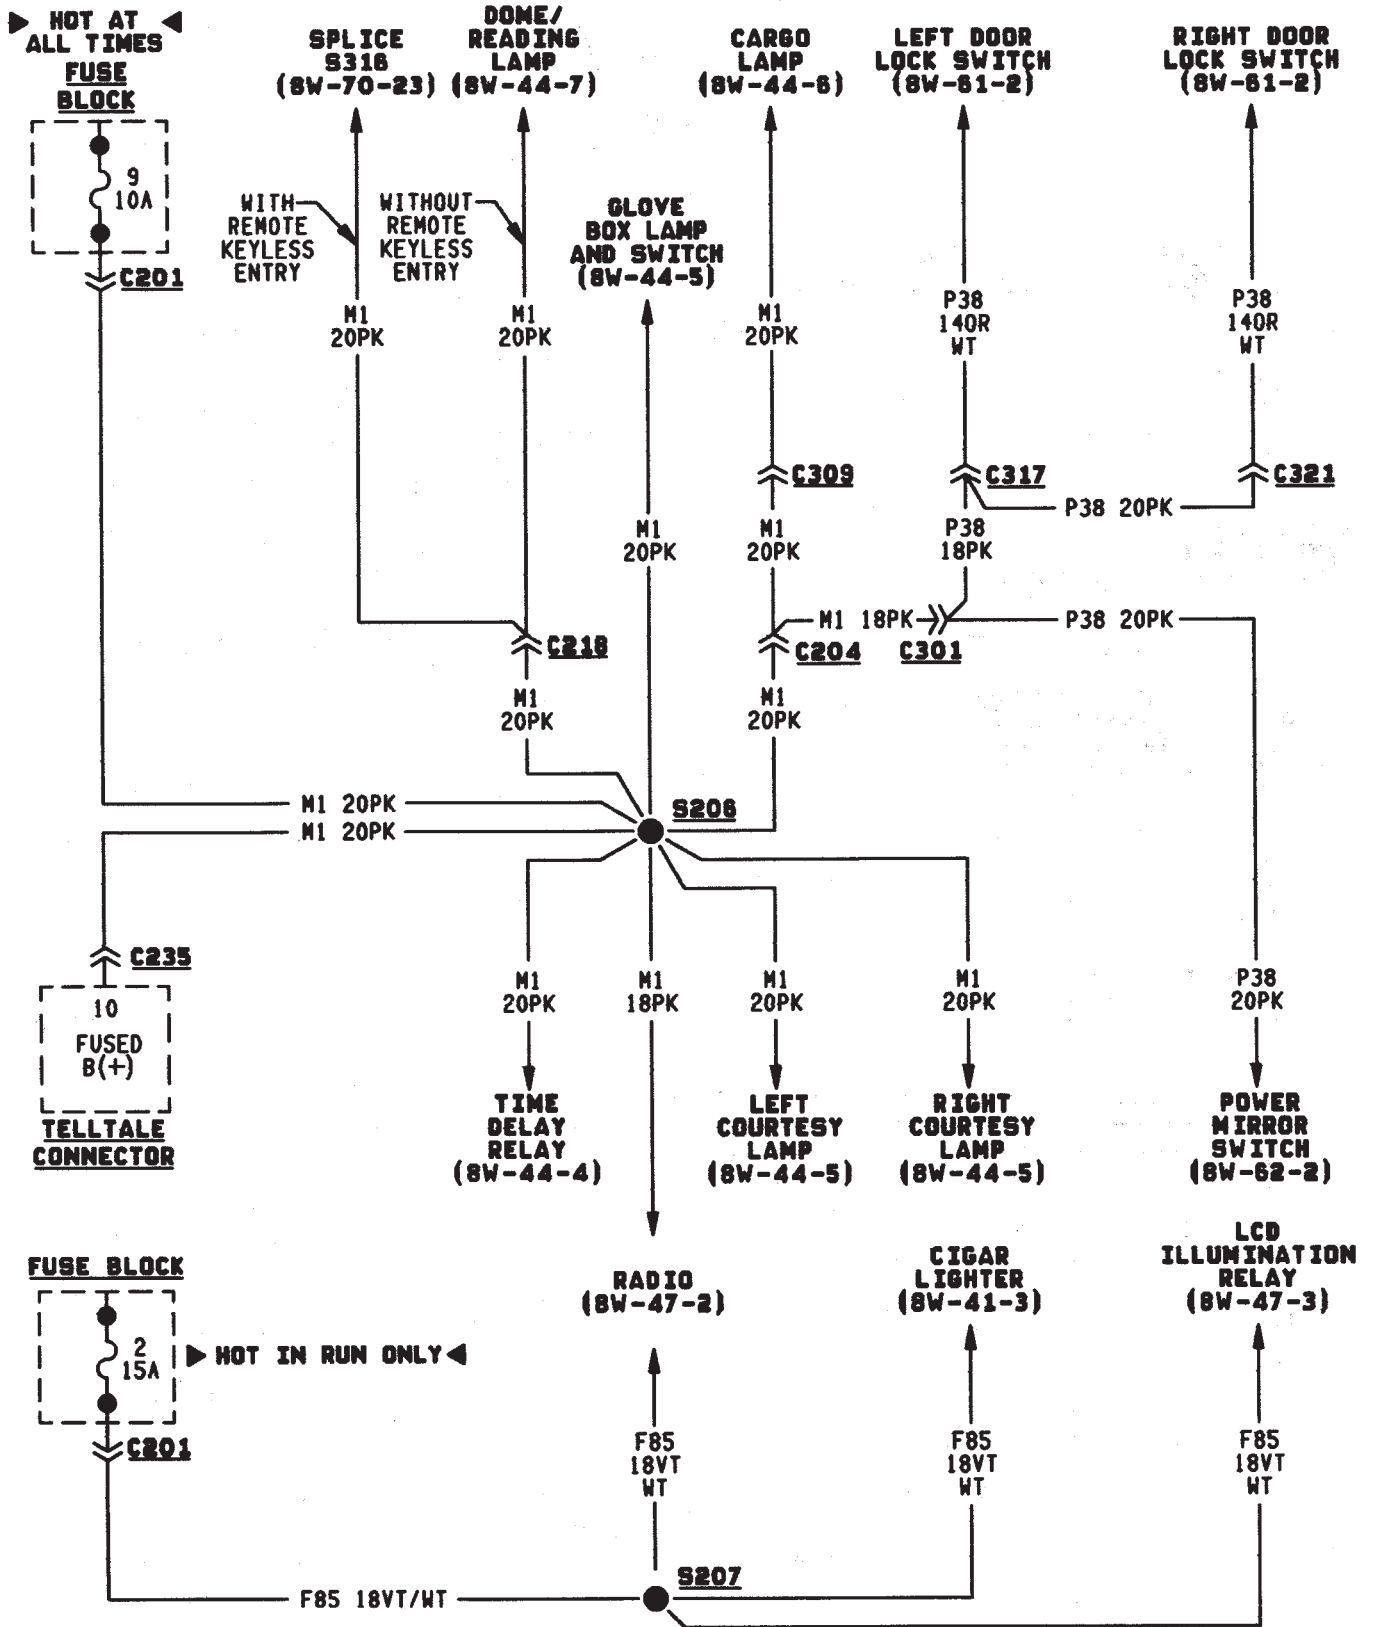 HOT AT
ALL TIMES
FUSE
BLOCK
9
10A
C201
SPLICE
S316
(8W-70-23)
DOME/
READING
LAMP
(8W-44-7)
CARGO
LAMP
(8W-44-6)
LEFT DOOR
LOCK SWITCH
(8W-61-2)
RIGHT DOOR
LOCK SWITCH
(8W-61-2)
WITH
REMOTE
KEYLESS
ENTRY
WITHOUT
REMOTE
KEYLESS
ENTRY
GLOVE
BOX LAMP
AND SWITCH
(8W-44-5)
M1
20PK
M1
20PK
M1
20PK
P38
14OR
WT
P38
14OR
WT
C309
C317
C321
P38 20PK
M1
20PK
M1
20PK
P38
18PK
M1 18PK
P38 20PK
C218
C204
C301
M1
20PK
M1
20PK
M1 20PK
S206
M1 20PK
C235
10
FUSED
B(+)
TELLTALE
CONNECTOR
M1
20PK
M1
18PK
M1
20PK
M1
20PK
P38
20PK
TIME
DELAY
RELAY
(8W-44-4)
LEFT
COURTESY
LAMP
(8W-44-5)
RIGHT
COURTESY
LAMP
(8W-44-5)
POWER
MIRROR
SWITCH
(8W-62-2)
FUSE BLOCK
2
15A
HOT IN RUN ONLY
C201
RADIO
(8W-47-2)
CIGAR
LIGHTER
(8W-41-3)
LCD
ILLUMINATION
RELAY
(8W-47-3)
F85
18VT
WT
F85
18VT
WT
F85
18VT
WT
S207
F85 18VT/WT